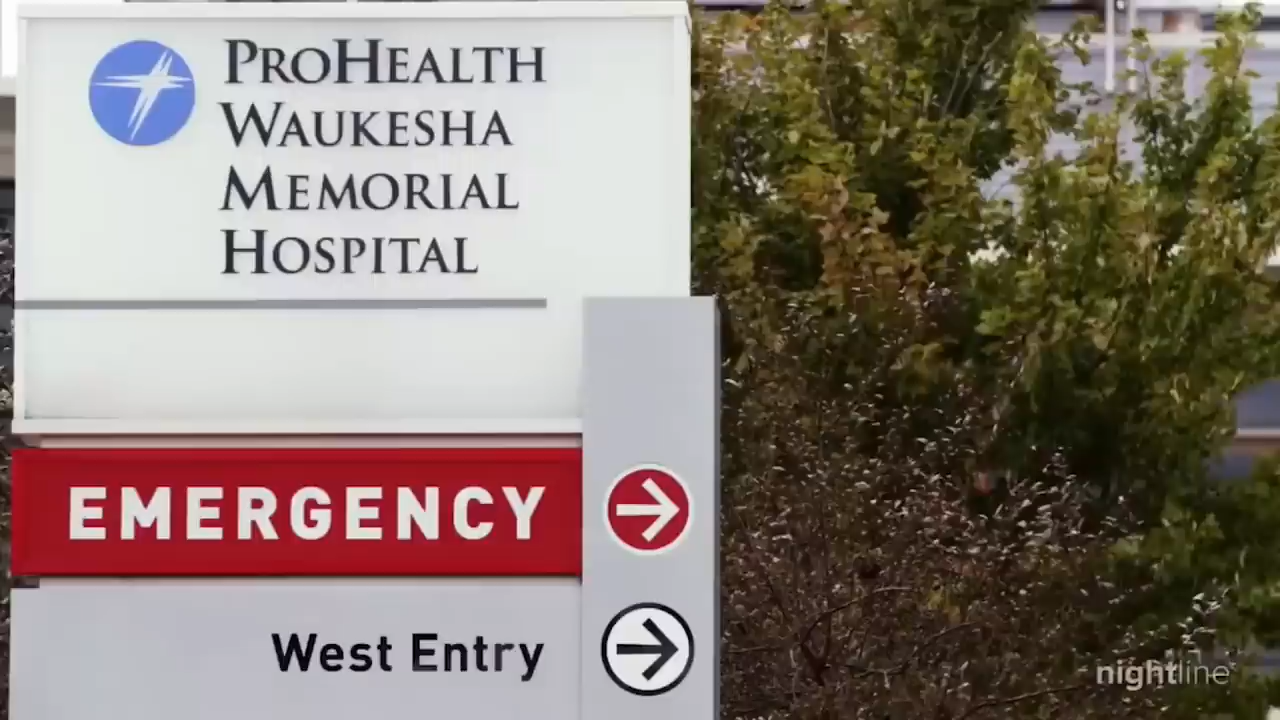 PROHEALTH
WAUKESHA
MEMORIAL
HOSPITAL
EMERGENCY
West Entry
nightline